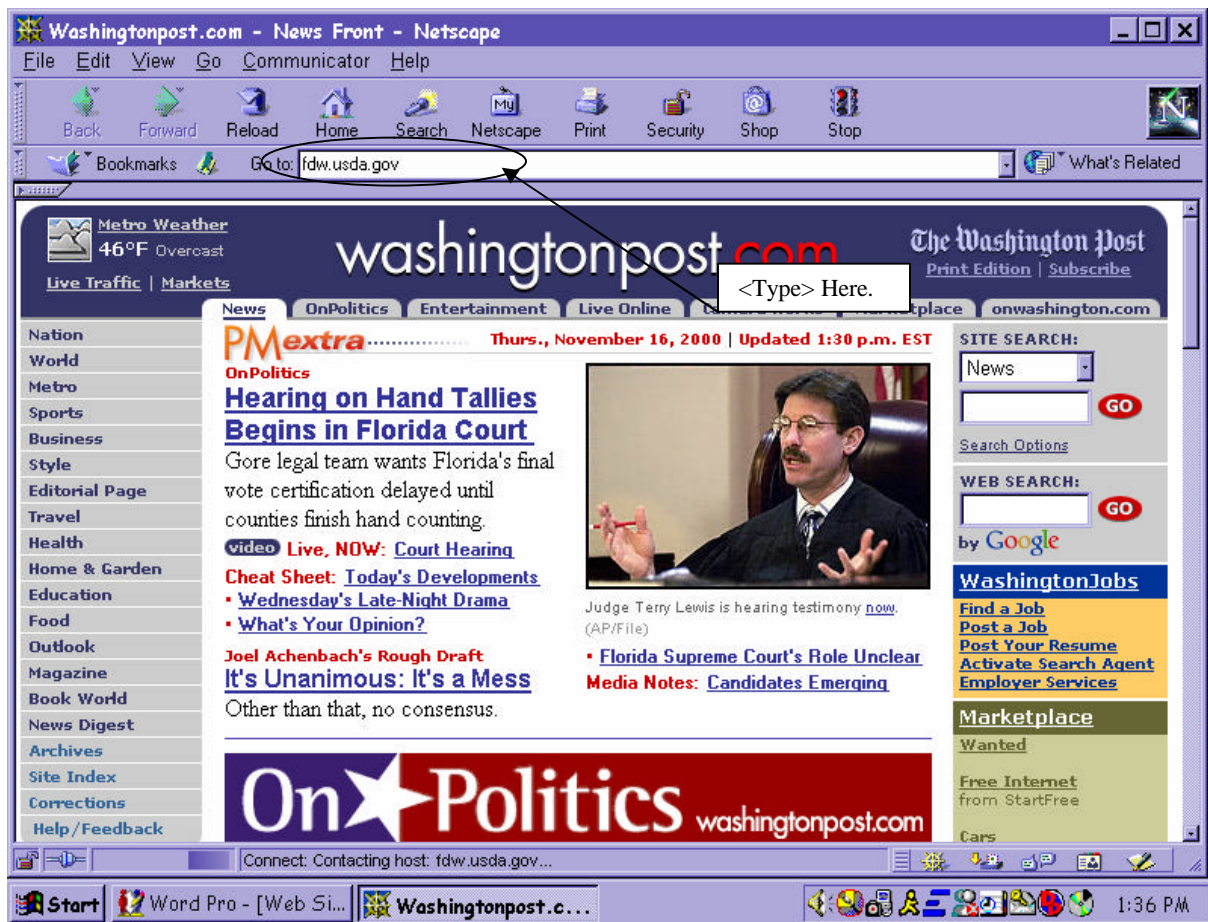 Washingtonpost.com - News Front - Netscape
File Edit View Go Communicator Help
Back Forward Reload Home Search Netscape Print Security Shop Stop
My
N
Bookmarks Go to: fdw.usda.gov What's Related
Metro Weather
46°F Overcast
Live Traffic | Markets
washingtonpost.com
The Washington Post
Print Edition | Subscribe
<Type> Here.
News OnPolitics Entertainment Live Online onwashington.com
Nation
World
Metro
Sports
Business
Style
Editorial Page
Travel
Health
Home & Garden
Education
Food
Outlook
Magazine
Book World
News Digest
Archives
Site Index
Corrections
Help/Feedback
PMextra
Thurs., November 16, 2000 | Updated 1:30 p.m. EST
OnPolitics
Hearing on Hand Tallies
Begins in Florida Court
Gore legal team wants Florida's final
vote certification delayed until
counties finish hand counting.
video Live, NOW: Court Hearing
Cheat Sheet: Today's Developments
▪ Wednesday's Late-Night Drama
▪ What's Your Opinion?
Joel Achenbach's Rough Draft
It's Unanimous: It's a Mess
Other than that, no consensus.
Judge Terry Lewis is hearing testimony now.
(AP/File)
▪ Florida Supreme Court's Role Unclear
Media Notes: Candidates Emerging
On Politics washingtonpost.com
SITE SEARCH:
News
GO
Search Options
WEB SEARCH:
GO
by Google
WashingtonJobs
Find a Job
Post a Job
Post Your Resume
Activate Search Agent
Employer Services
Marketplace
Wanted
Free Internet
from StartFree
Cars
Connect: Contacting host: fdw.usda.gov...
Start Word Pro - [Web Si... Washingtonpost.c... 1:36 PM